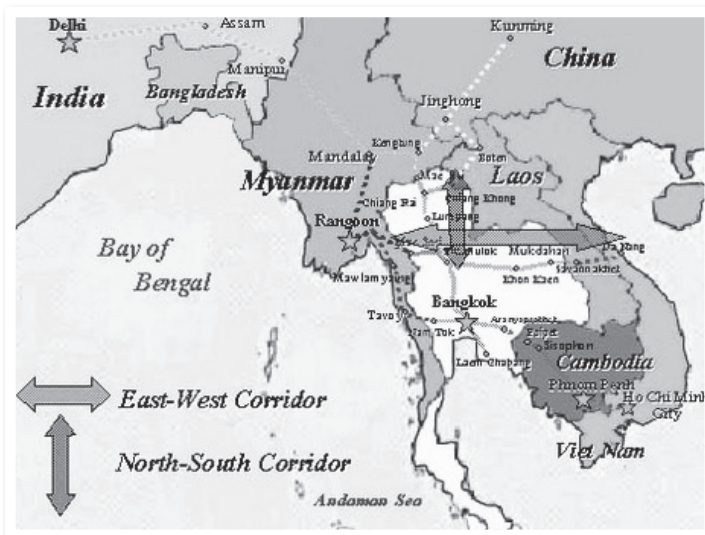 Delhi
Assam
Kunming
China
Manipur
India
Bangladesh
Jinghong
Kengtung
Mandalay
Boten
Mae
Laos
Myanmar
Chiang Rai
Khong
Lampang
Rangoon
Da Nang
Mukdahan
Bay of
Bengal
Savannakhet
Khon Kaen
Mawlamyaing
Bangkok
Tavoy
Nam Tok
Poipet
Sisophon
Laem Chabang
Cambodia
Phnom Penh
East-West Corridor
Ho Chi Minh
City
Viet Nam
North-South Corridor
Andaman Sea